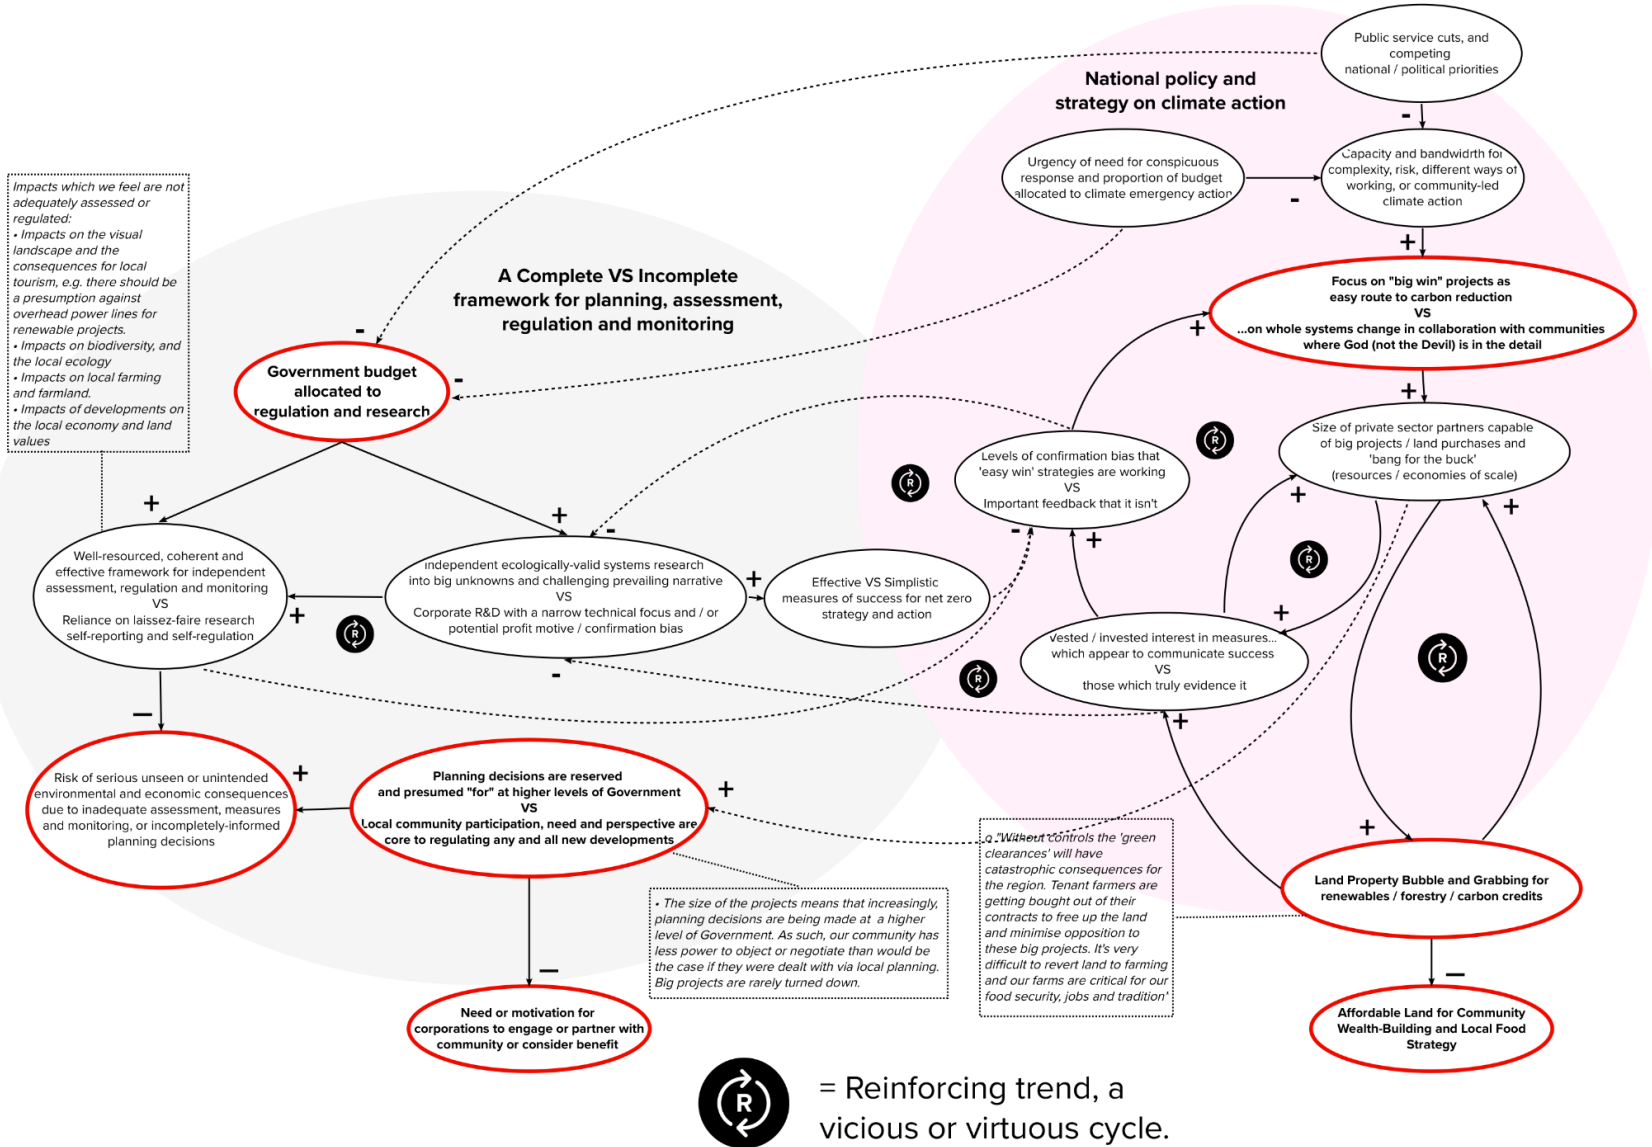 Public service cuts, and
competing
national / political priorities
National policy and
strategy on climate action
Urgency of need for conspicuous
response and proportion of budget
allocated to climate emergency action
Capacity and bandwidrth for
complexity, risk, different ways of
working, or community-led
climate action
-
-
+
Impacts which we feel are not
adequately assessed or
regulated:
• Impacts on the visual
landscape and the
consequences for local
tourism, e.g. there should be
a presumption against
overhead power lines for
renewable projects.
• Impacts on biodiversity, and
the local ecology
• Impacts on local farming
and farmland.
• Impacts of developments on
the local economy and land
values
A Complete VS Incomplete
framework for planning, assessment,
regulation and monitoring
Focus on "big win" projects as
easy route to carbon reduction
VS
...on whole systems change in collaboration with communities
where God (not the Devil) is in the detail
+
+
-
-
Government budget
allocated to
regulation and research
Size of private sector partners capable
of big projects / land purchases and
'bang for the buck'
(resources / economies of scale)
+
+
R
R
Levels of confirmation bias that
'easy win' strategies are working
VS
Important feedback that it isn't
-
+
+
+
-
Well-resourced, coherent and
effective framework for independent
assessment, regulation and monitoring
VS
Reliance on laissez-faire research
self-reporting and self-regulation
+
R
Independent ecologically-valid systems research
into big unknowns and challenging prevailing narrative
VS
Corporate R&D with a narrow technical focus and / or
potential profit motive / confirmation bias
+
-
Effective VS Simplistic
measures of success for net zero
strategy and action
R
R
R
+
Vested / invested interest in measures...
which appear to communicate success
VS
those which truly evidence it
+
–
Risk of serious unseen or unintended
environmental and economic consequences
due to inadequate assessment, measures
and monitoring, or incompletely-informed
planning decisions
+
Planning decisions are reserved
and presumed "for" at higher levels of Government
VS
Local community participation, need and perspective are
core to regulating any and all new developments
+
+
• The size of the projects means that increasingly,
planning decisions are being made at a higher
level of Government. As such, our community has
less power to object or negotiate than would be
the case if they were dealt with via local planning.
Big projects are rarely turned down.
o "Without controls the 'green
clearances' will have
catastrophic consequences for
the region. Tenant farmers are
getting bought out of their
contracts to free up the land
and minimise opposition to
these big projects. It's very
difficult to revert land to farming
and our farms are critical for our
food security, jobs and tradition'
Land Property Bubble and Grabbing for
renewables / forestry / carbon credits
–
–
Need or motivation for
corporations to engage or partner with
community or consider benefit
Affordable Land for Community
Wealth-Building and Local Food
Strategy
R
= Reinforcing trend, a
vicious or virtuous cycle.